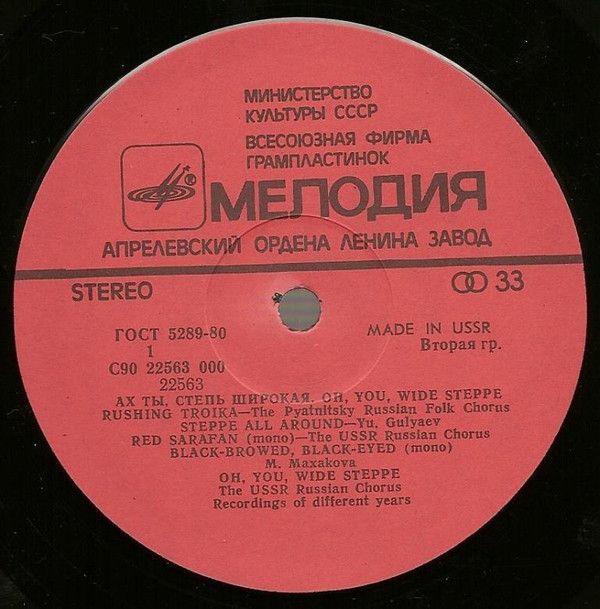 МИНИСТЕРСТВО
КУЛЬТУРЫ СССР
ВСЕСОЮЗНАЯ ФИРМА
ГРАМПЛАСТИНОК
МЕЛОДИЯ
АПРЕЛЕВСКИЙ ОРДЕНА ЛЕНИНА ЗАВОД
STEREO
33
ГОСТ 5289-80
MADE IN USSR
1
Вторая гр.
С90 22563 000
22563
АХ ТЫ, СТЕПЬ ШИРОКАЯ. OH, YOU, WIDE STEPPE
RUSHING TROIKA—The Pyatnitsky Russian Folk Chorus
STEPPE ALL AROUND—Yu. Gulyaev
RED SARAFAN (mono)—The USSR Russian Chorus
BLACK-BROWED, BLACK-EYED (mono)
M. Maxakova
OH, YOU, WIDE STEPPE
The USSR Russian Chorus
Recordings of different years